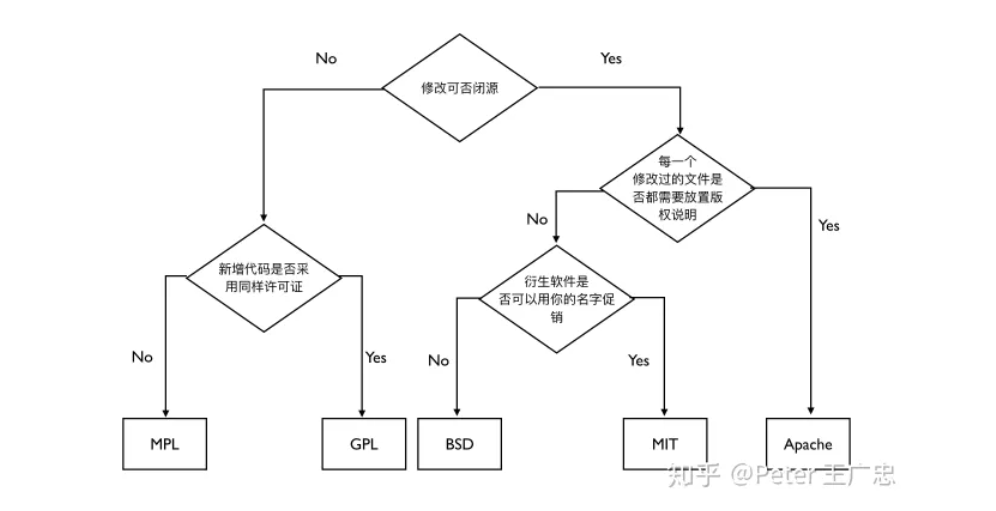 No
Yes
修改可否闭源
每一个
修改过的文件是
否都需要放置版
权说明
No
Yes
新增代码是否采
用同样许可证
衍生软件是
否可以用你的名字促
销
No
Yes
No
Yes
MPL
GPL
BSD
MIT
Apache
知乎 @Peter 王广忠